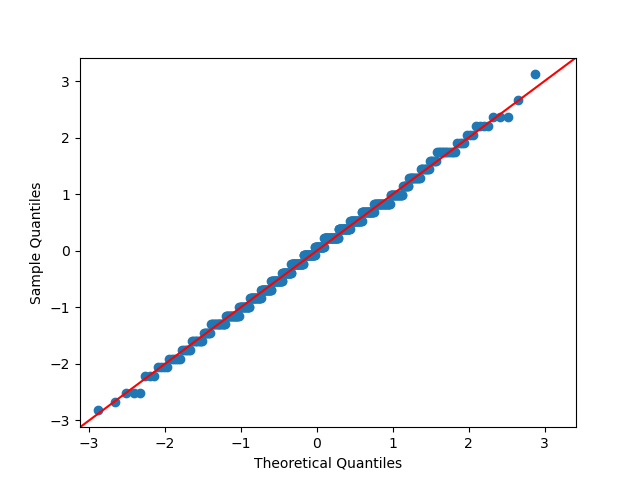 3
2
1
0
−1
−2
−3
Sample Quantiles
−3 −2 −1 0 1 2 3
Theoretical Quantiles